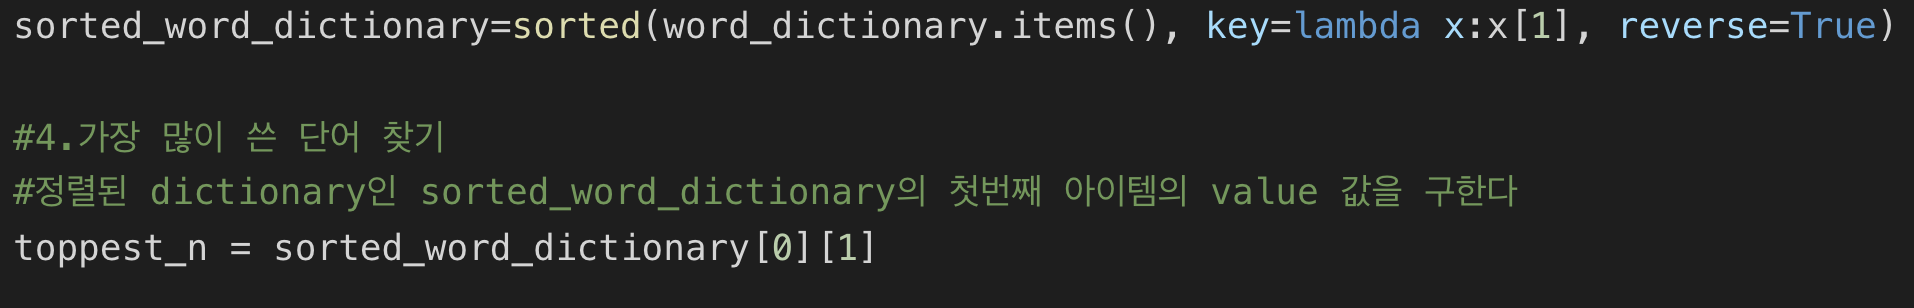 sorted_word_dictionary=sorted(word_dictionary.items(), key=lambda x:x[1], reverse=True)
#4.가장 많이 쓴 단어 찾기
#정렬된 dictionary인 sorted_word_dictionary의 첫번째 아이템의 value 값을 구한다
toppest_n = sorted_word_dictionary[0][1]